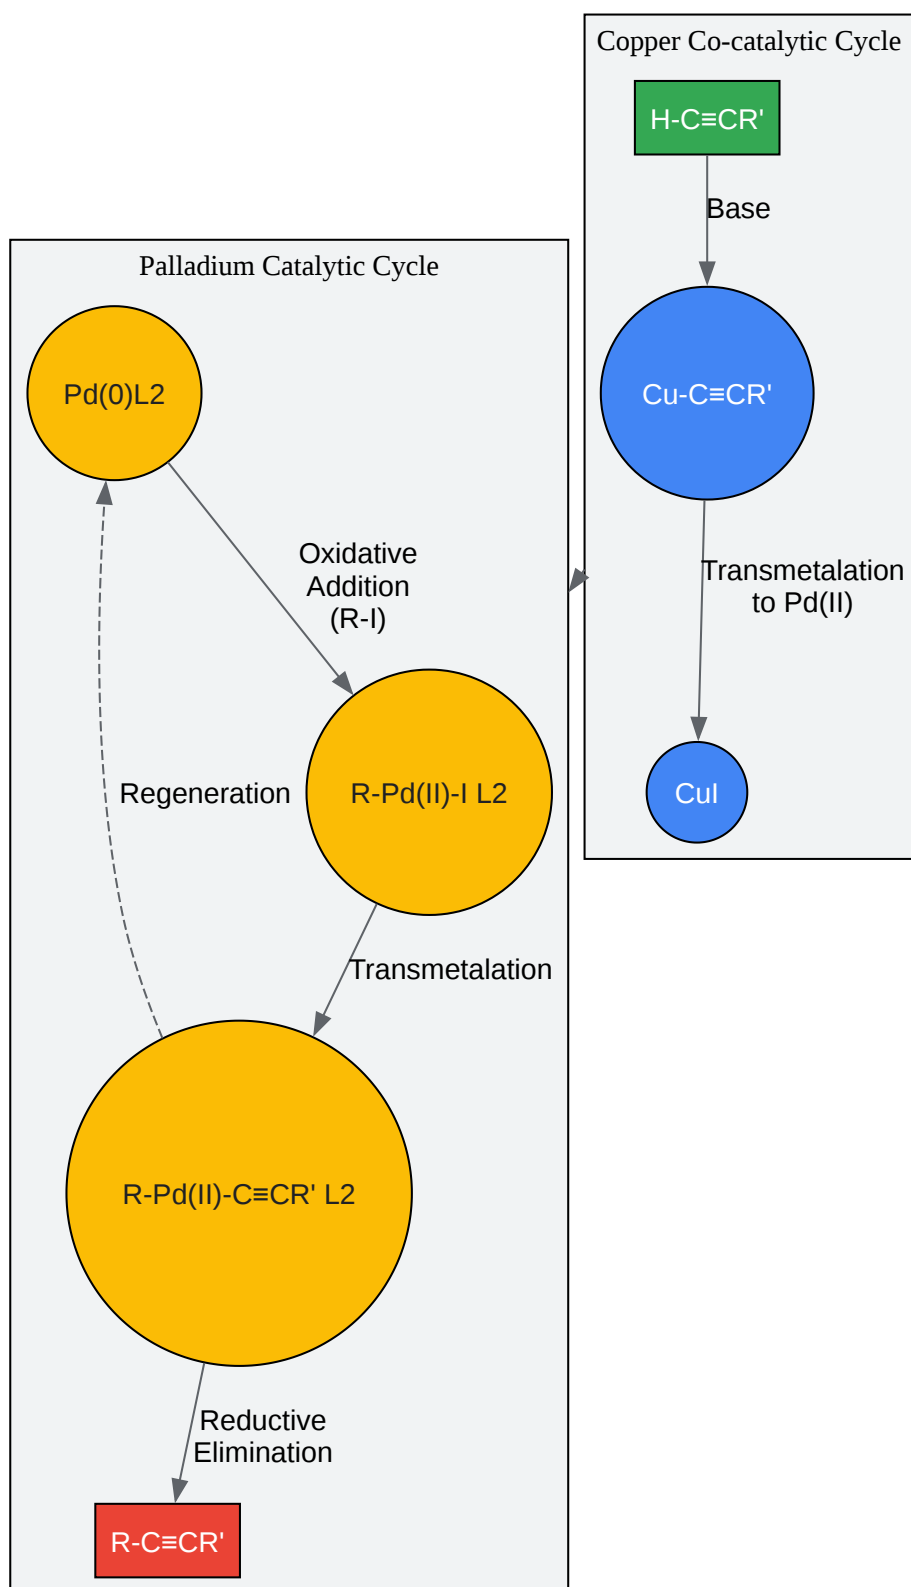 Copper Co-catalytic Cycle
H-C≡CR'
Base
Cu-C≡CR'
Transmetalation
to Pd(II)
CuI
Palladium Catalytic Cycle
Pd(0)L2
Oxidative
Addition
(R-I)
R-Pd(II)-I L2
Regeneration
Transmetalation
R-Pd(II)-C≡CR' L2
Reductive
Elimination
R-C≡CR'